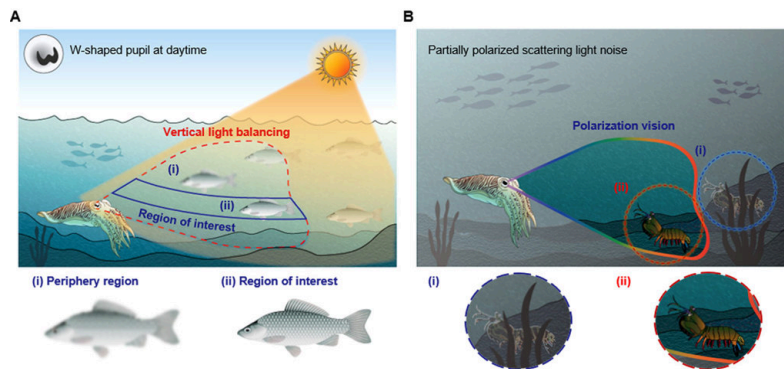 A
W-shaped pupil at daytime
Vertical light balancing
(i)
(ii)
Region of interest
(i) Periphery region
(ii) Region of interest
B
Partially polarized scattering light noise
Polarization vision
(i)
(ii)
(i)
(ii)